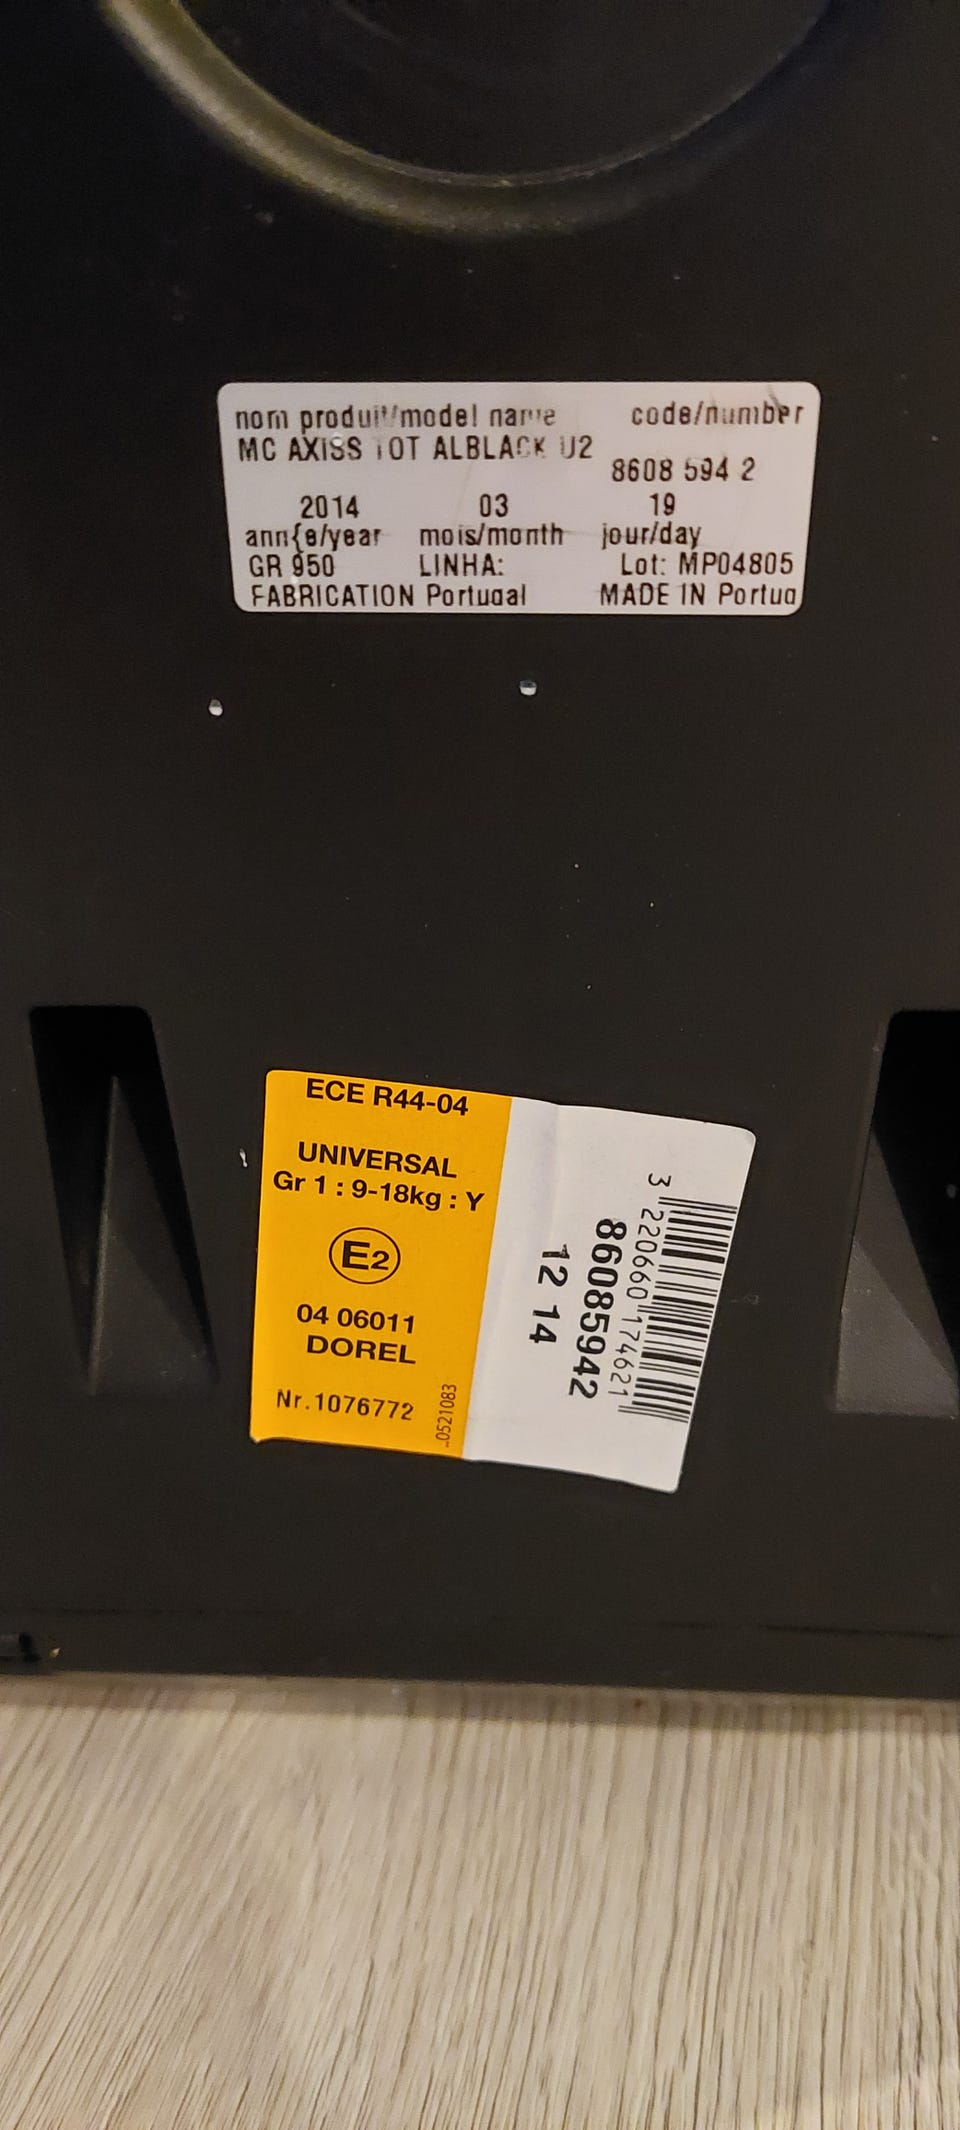 nom produit/model name code/number
MC AXISS TOT ALBLACK U2
8608 594 2
2014 03 19
ann{e/year mois/month jour/day
GR 950 LINHA: Lot: MP04805
FABRICATION Portugal MADE IN Portug
ECE R44-04
UNIVERSAL
Gr 1 : 9-18kg : Y
E2
04 06011
DOREL
Nr.1076772
_0521083
12 14
86085942
3 220660 174621